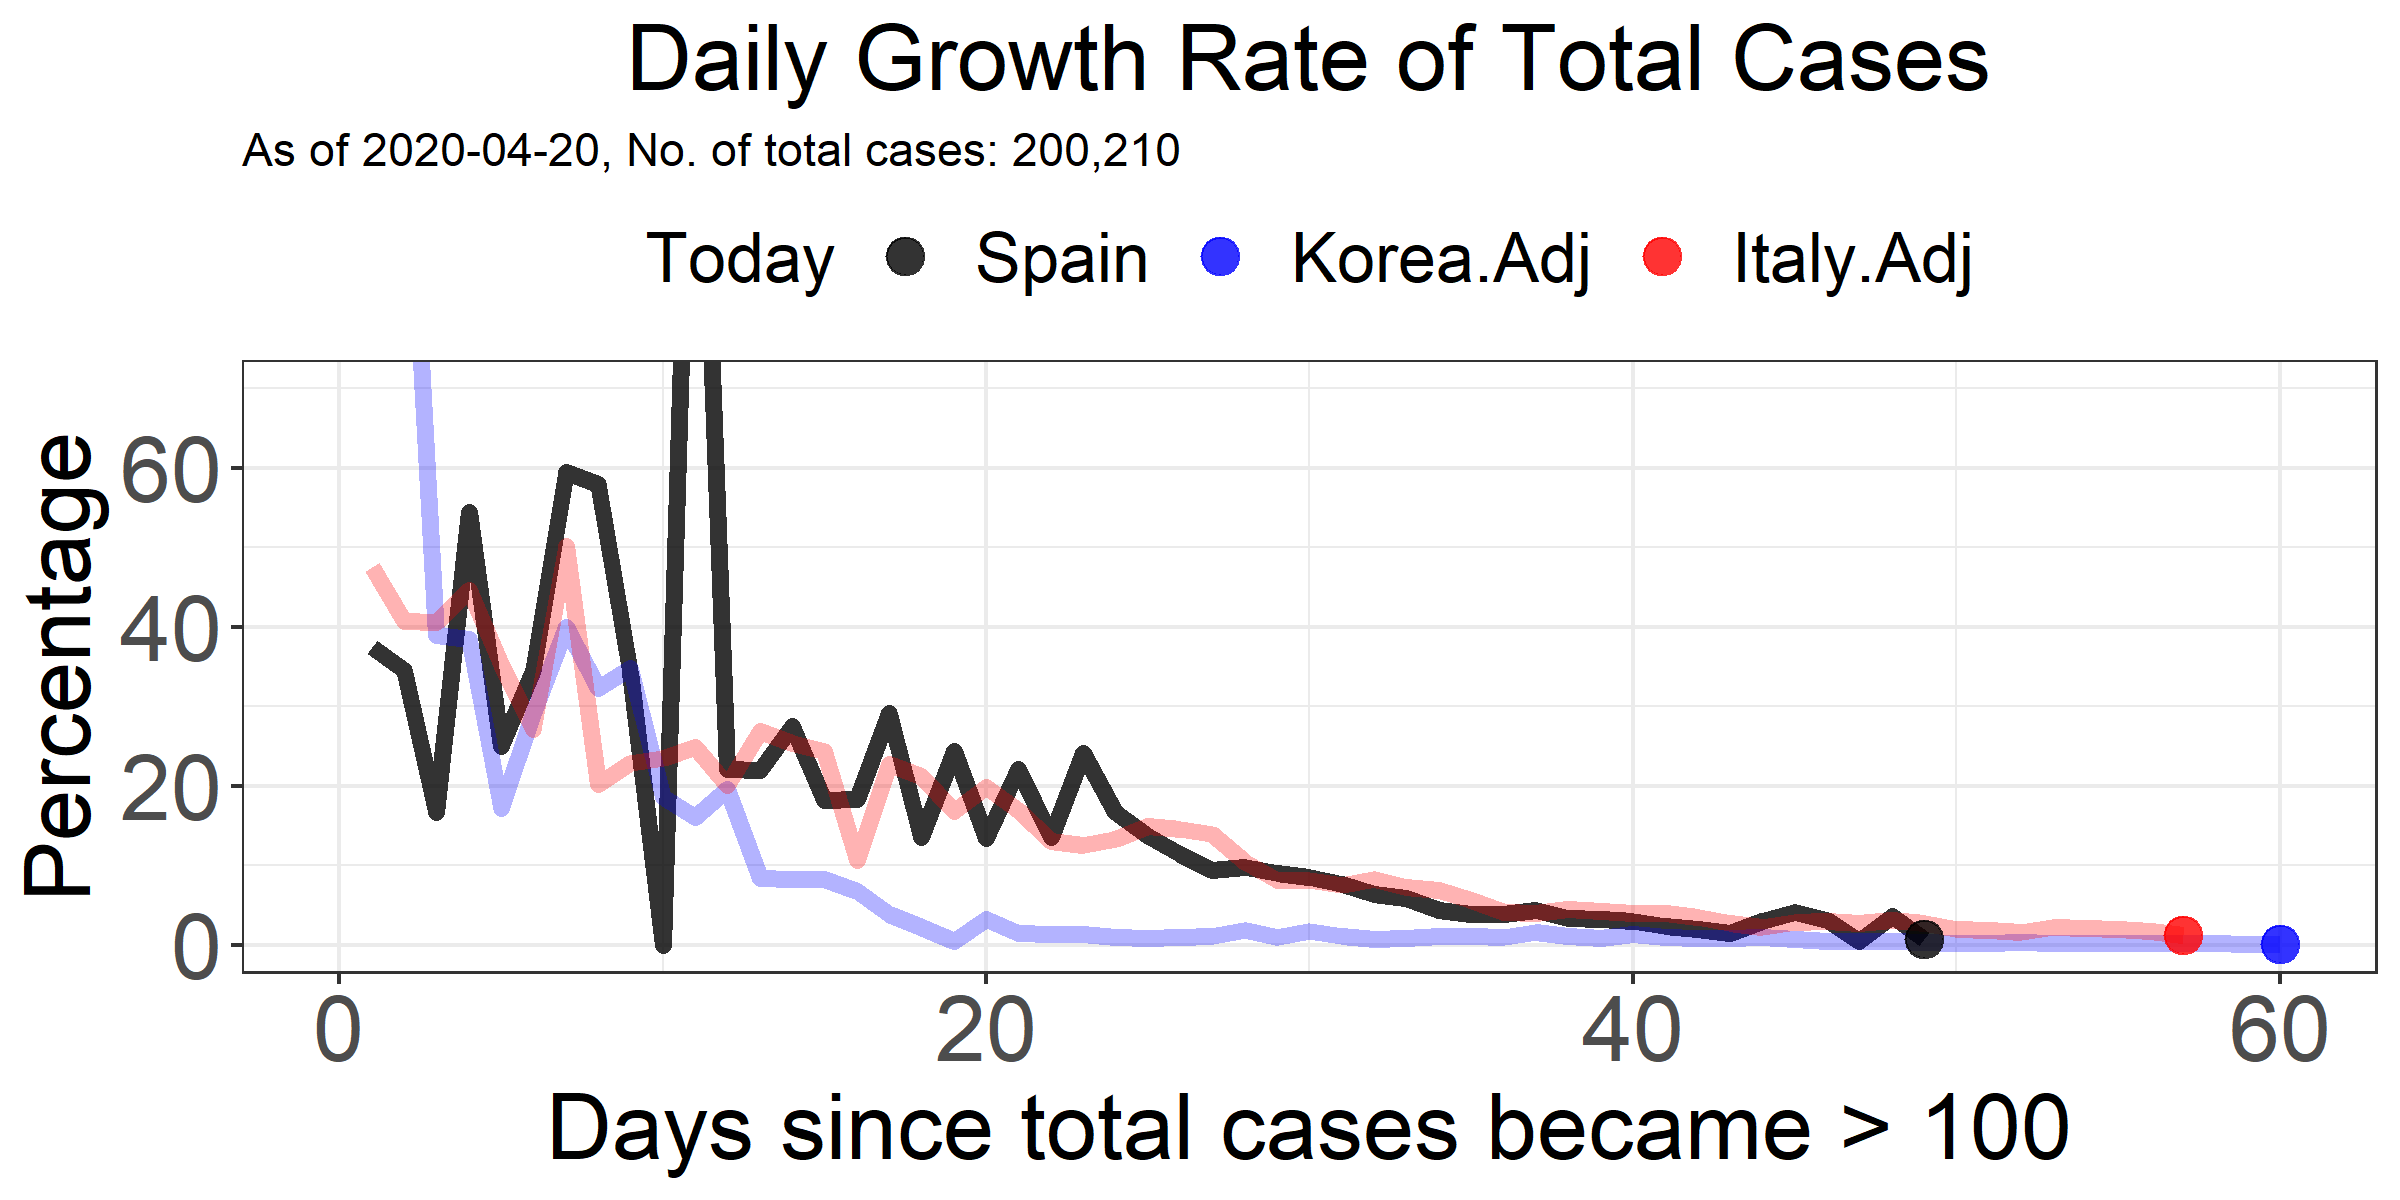 Daily Growth Rate of Total Cases
As of 2020-04-20, No. of total cases: 200,210
Today Spain Korea.Adj Italy.Adj
Percentage
60
40
20
0
0 20 40 60
Days since total cases became > 100